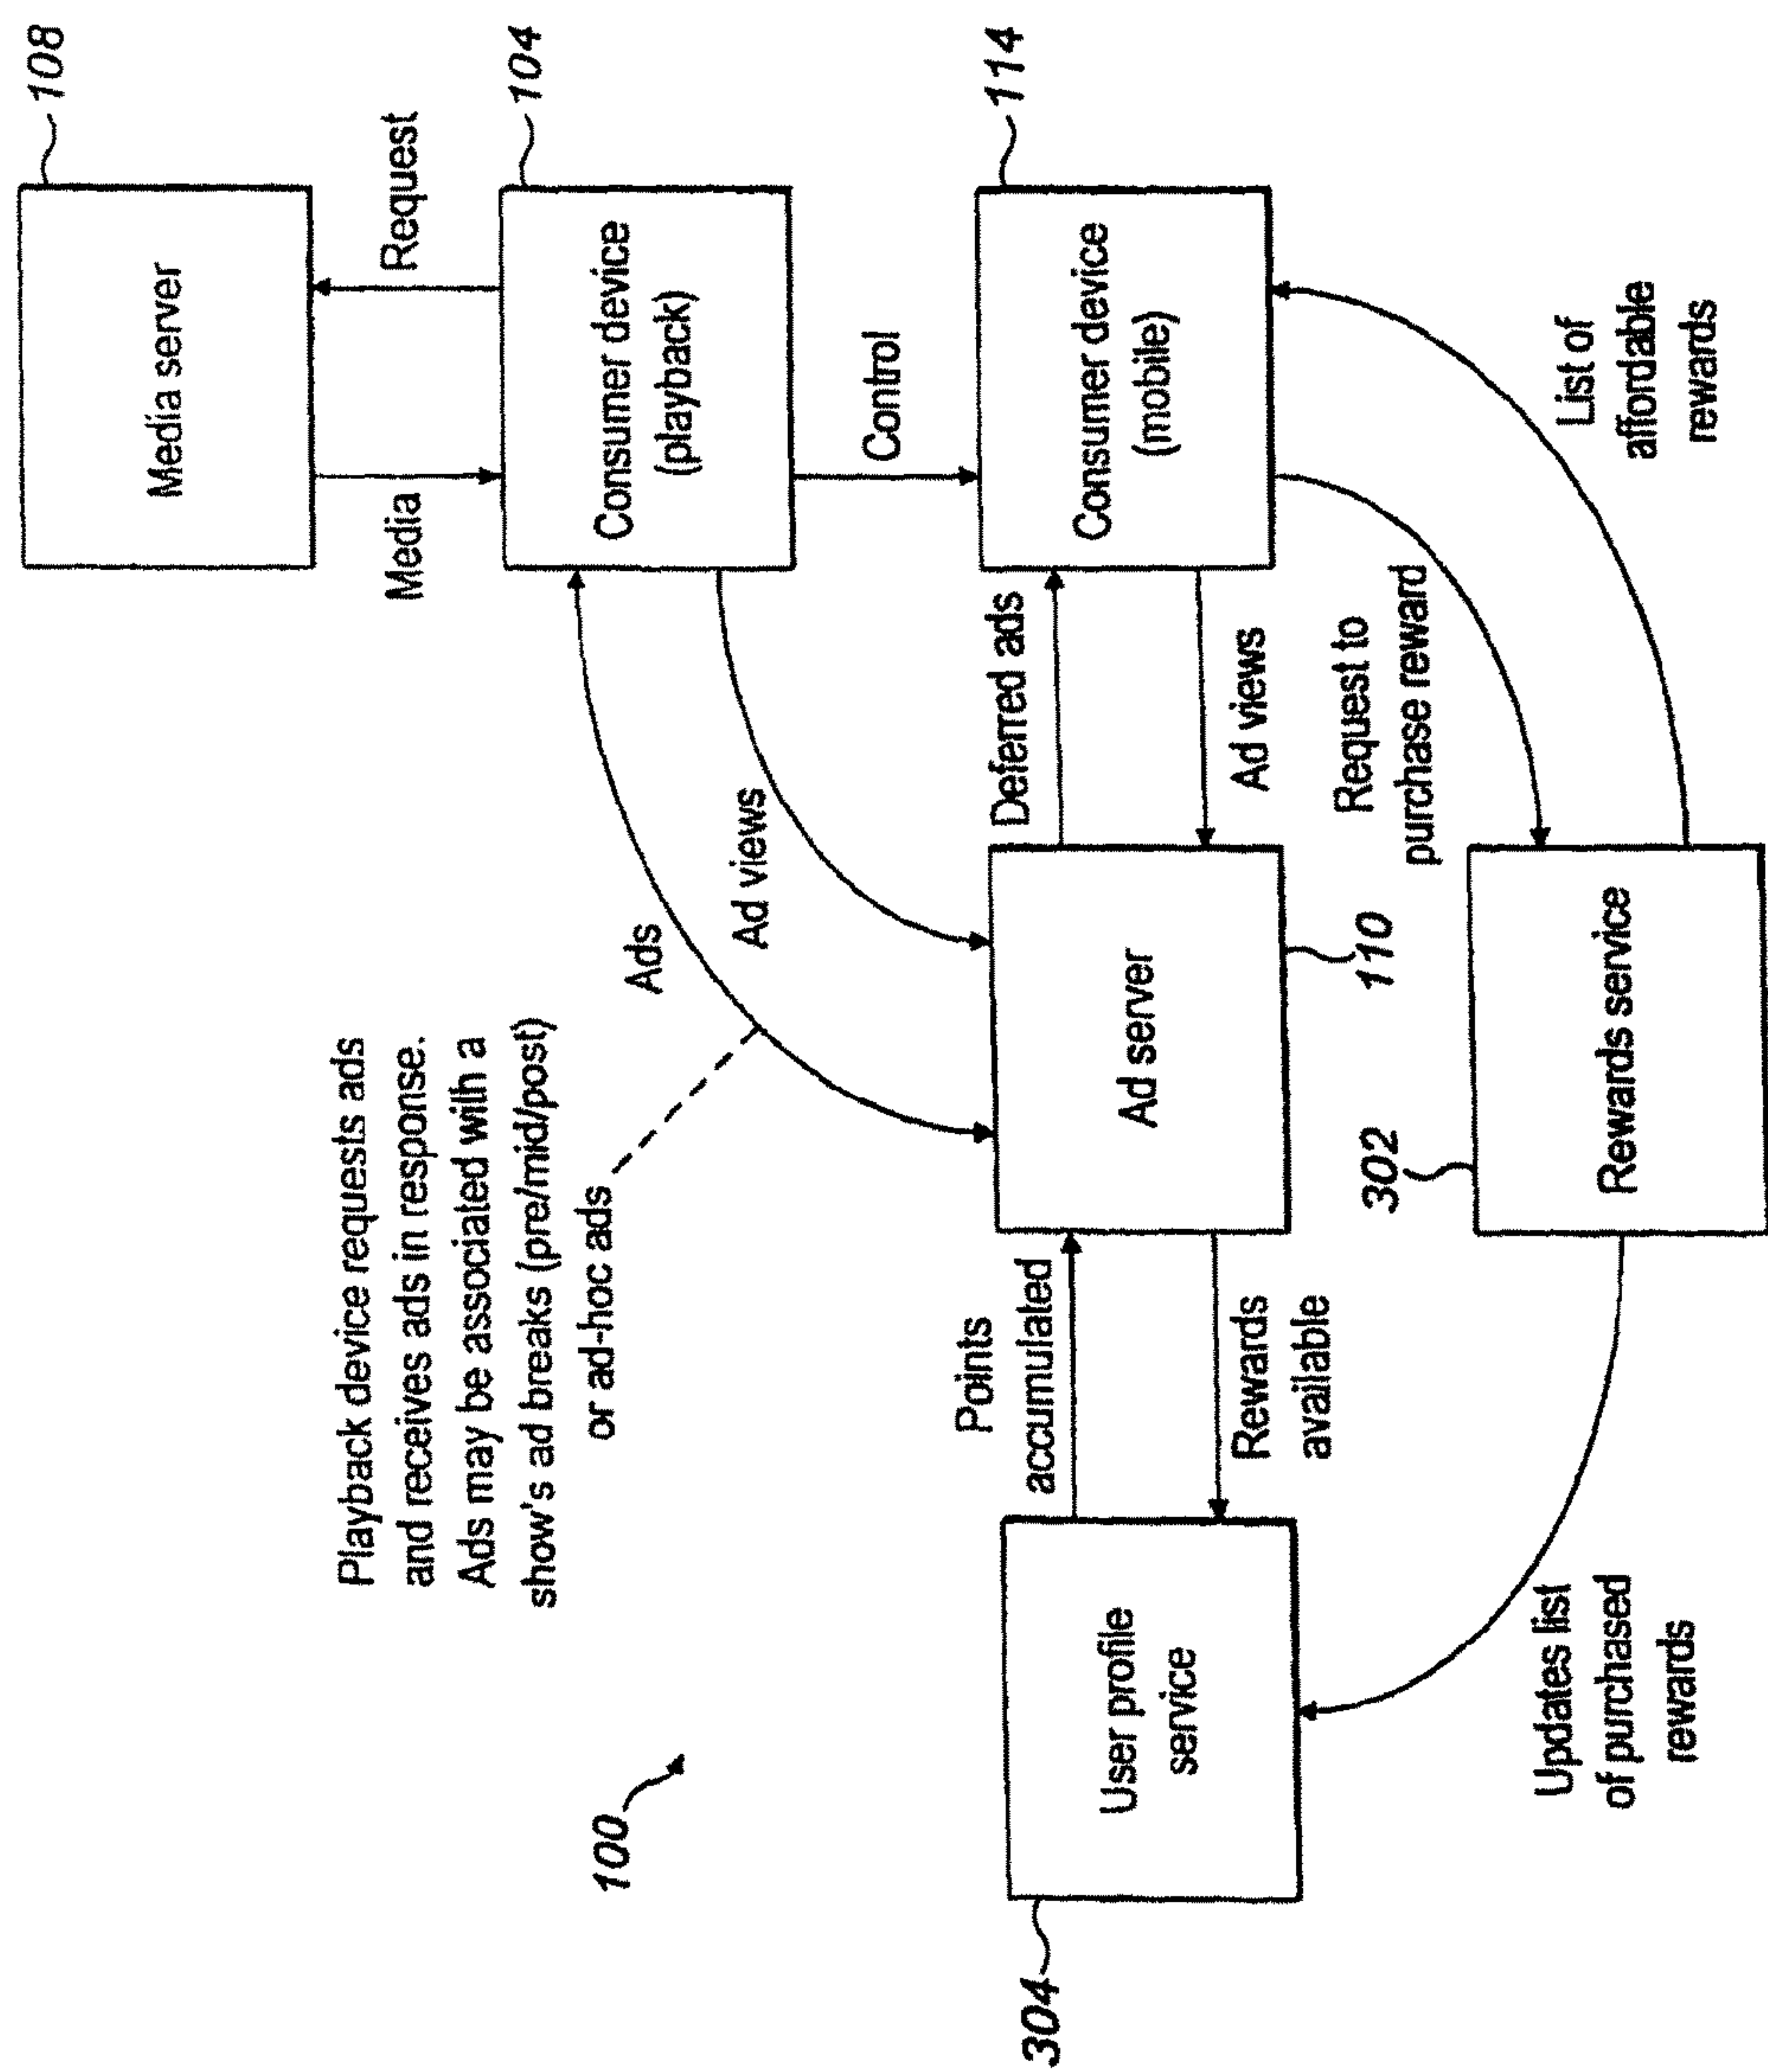 Playback device requests ads
and receives ads in response.
Ads may be associated with a
show's ad breaks (pre/mid/post)
or ad-hoc ads
100
Media server
108
Media
Request
Consumer device
(playback)
104
Ads
Ad views
Control
Points
accumulated
Deferred ads
Consumer device
(mobile)
114
304
User profile
service
Ad server
110
Rewards
available
Ad views
Request to
purchase reward
302
Rewards service
Updates list
of purchased
rewards
List of
affordable
rewards